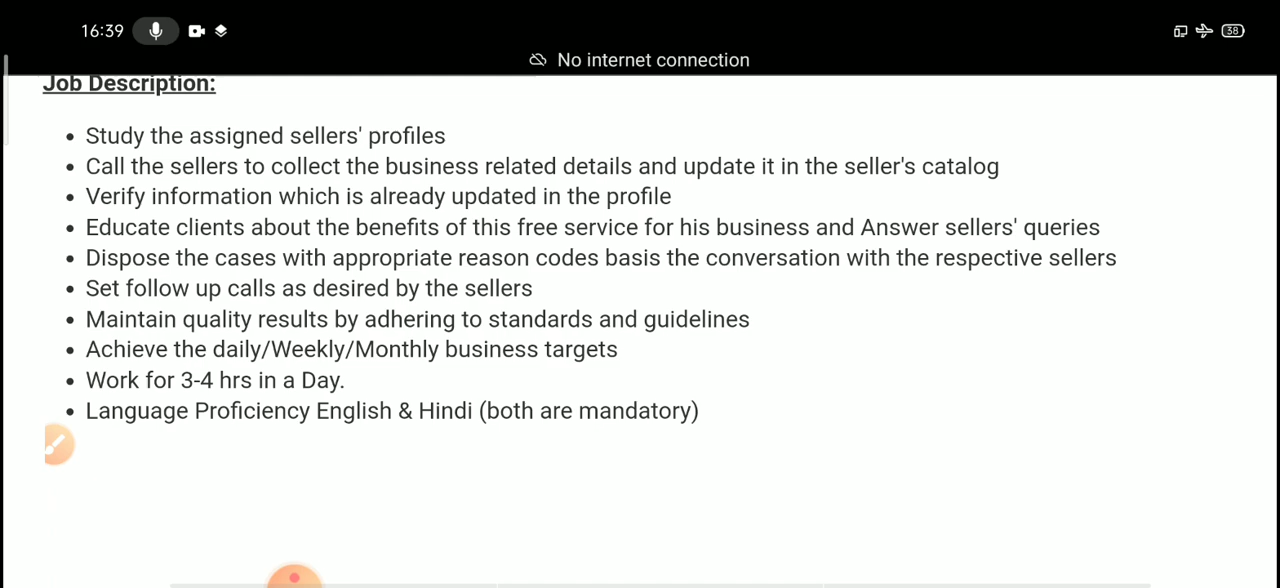 16:39
38
No internet connection
Job Description:
Study the assigned sellers' profiles
Call the sellers to collect the business related details and update it in the seller's catalog
Verify information which is already updated in the profile
Educate clients about the benefits of this free service for his business and Answer sellers' queries
Dispose the cases with appropriate reason codes basis the conversation with the respective sellers
Set follow up calls as desired by the sellers
Maintain quality results by adhering to standards and guidelines
Achieve the daily/Weekly/Monthly business targets
Work for 3-4 hrs in a Day.
Language Proficiency English & Hindi (both are mandatory)